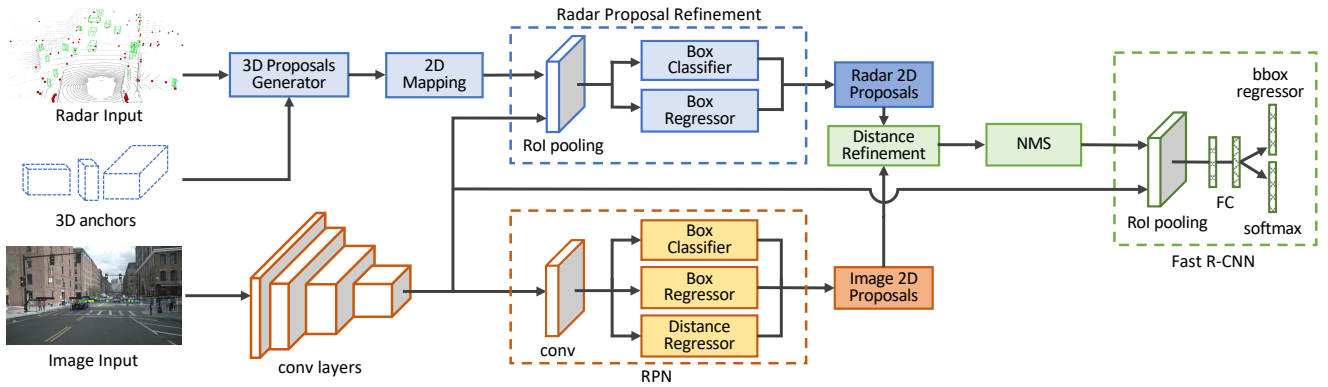 Radar Input
3D anchors
Image Input
3D Proposals
Generator
2D
Mapping
conv layers
Radar Proposal Refinement
RoI pooling
Box
Classifier
Box
Regressor
conv
Box
Classifier
Box
Regressor
Distance
Regressor
RPN
Radar 2D
Proposals
Distance
Refinement
Image 2D
Proposals
NMS
RoI pooling
FC
bbox
regressor
softmax
Fast R-CNN